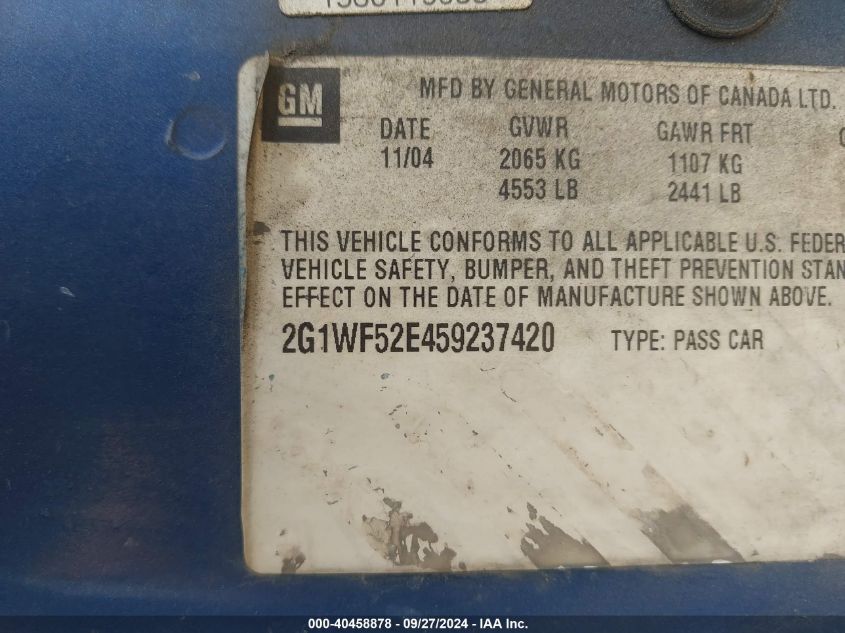 GM
MFD BY GENERAL MOTORS OF CANADA LTD.
DATE GVWR GAWR FRT
11/04 2065 KG 1107 KG
4553 LB 2441 LB
THIS VEHICLE CONFORMS TO ALL APPLICABLE U.S. FEDER
VEHICLE SAFETY, BUMPER, AND THEFT PREVENTION STAN
EFFECT ON THE DATE OF MANUFACTURE SHOWN ABOVE.
2G1WF52E459237420 TYPE: PASS CAR
000-40458878 - 09/27/2024 - IAA Inc.